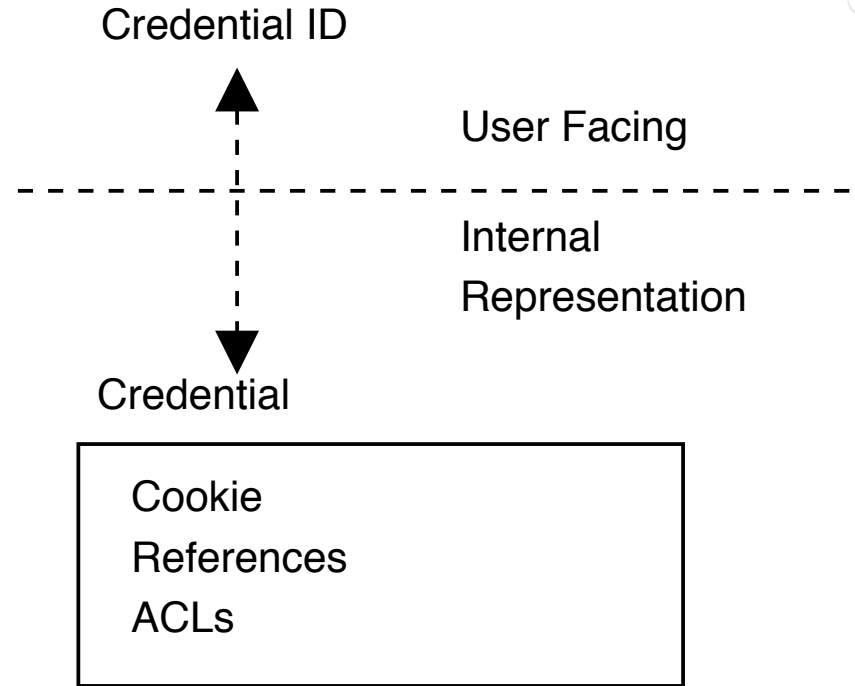 Credential ID
User Facing
Internal
Representation
Credential
Cookie
References
ACLs